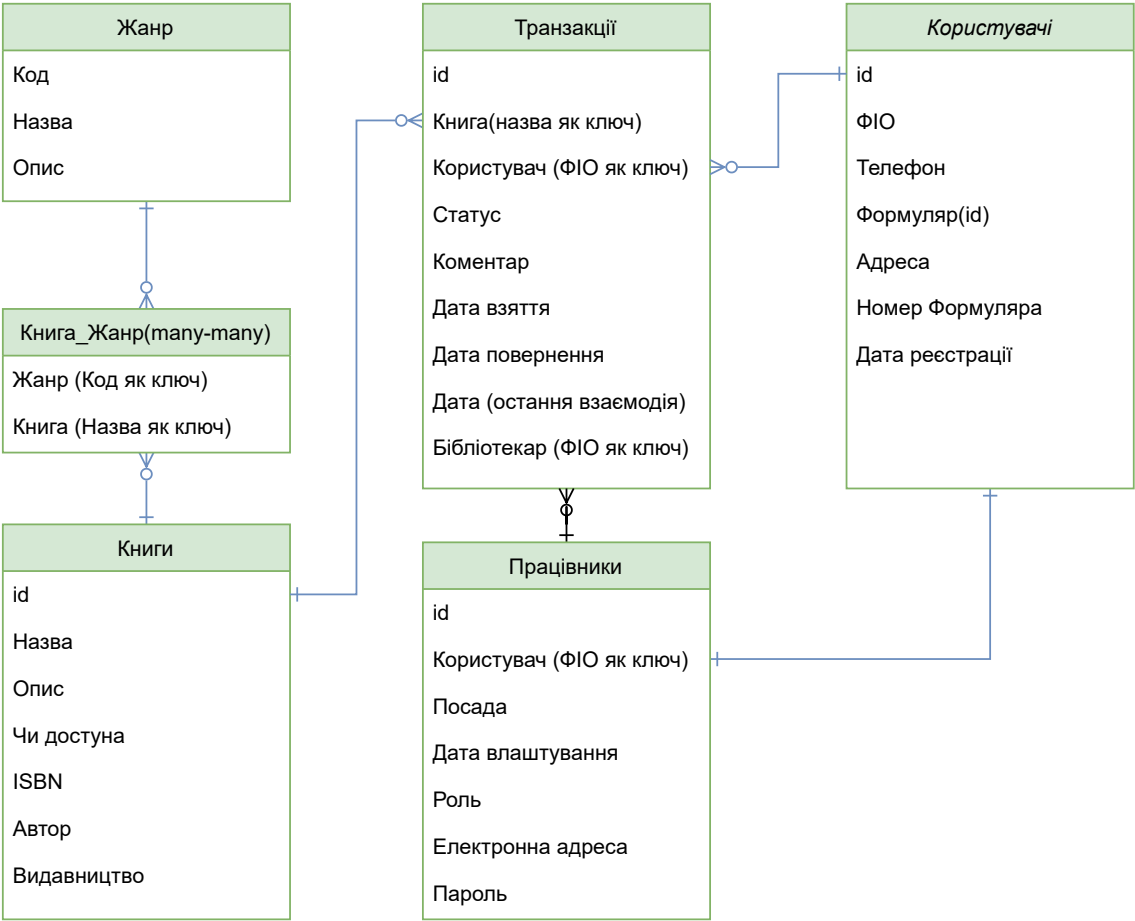 Жанр
Код
Назва
Опис
Книга_Жанр(many-many)
Жанр (Код як ключ)
Книга (Назва як ключ)
Книги
id
Назва
Опис
Чи достуна
ISBN
Автор
Видавництво
Транзакції
id
Книга(назва як ключ)
Користувач (ФІО як ключ)
Статус
Коментар
Дата взяття
Дата повернення
Дата (остання взаємодія)
Бібліотекар (ФІО як ключ)
Працівники
id
Користувач (ФІО як ключ)
Посада
Дата влаштування
Роль
Електронна адреса
Пароль
Користувачі
id
ФІО
Телефон
Формуляр(id)
Адреса
Номер Формуляра
Дата реєстрації